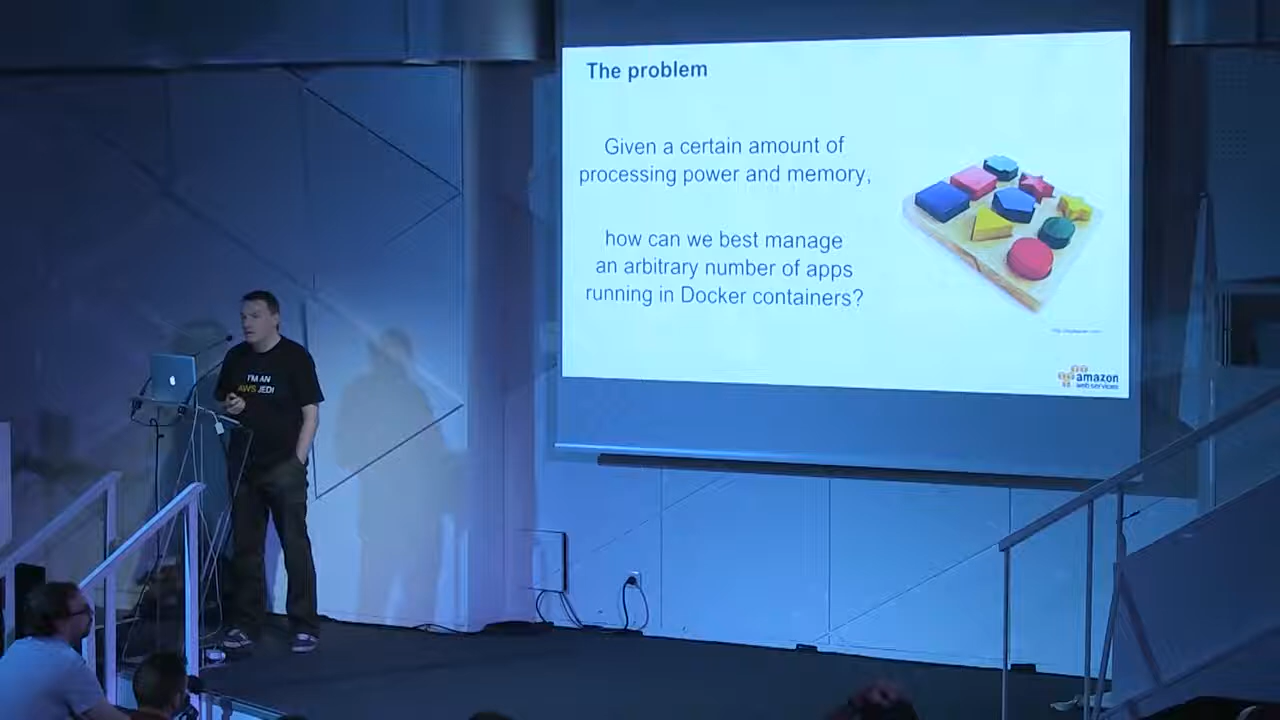 The problem
Given a certain amount of
processing power and memory,
how can we best manage
an arbitrary number of apps
running in Docker containers?
amazon
web services
I'M AN
AWS JEDI